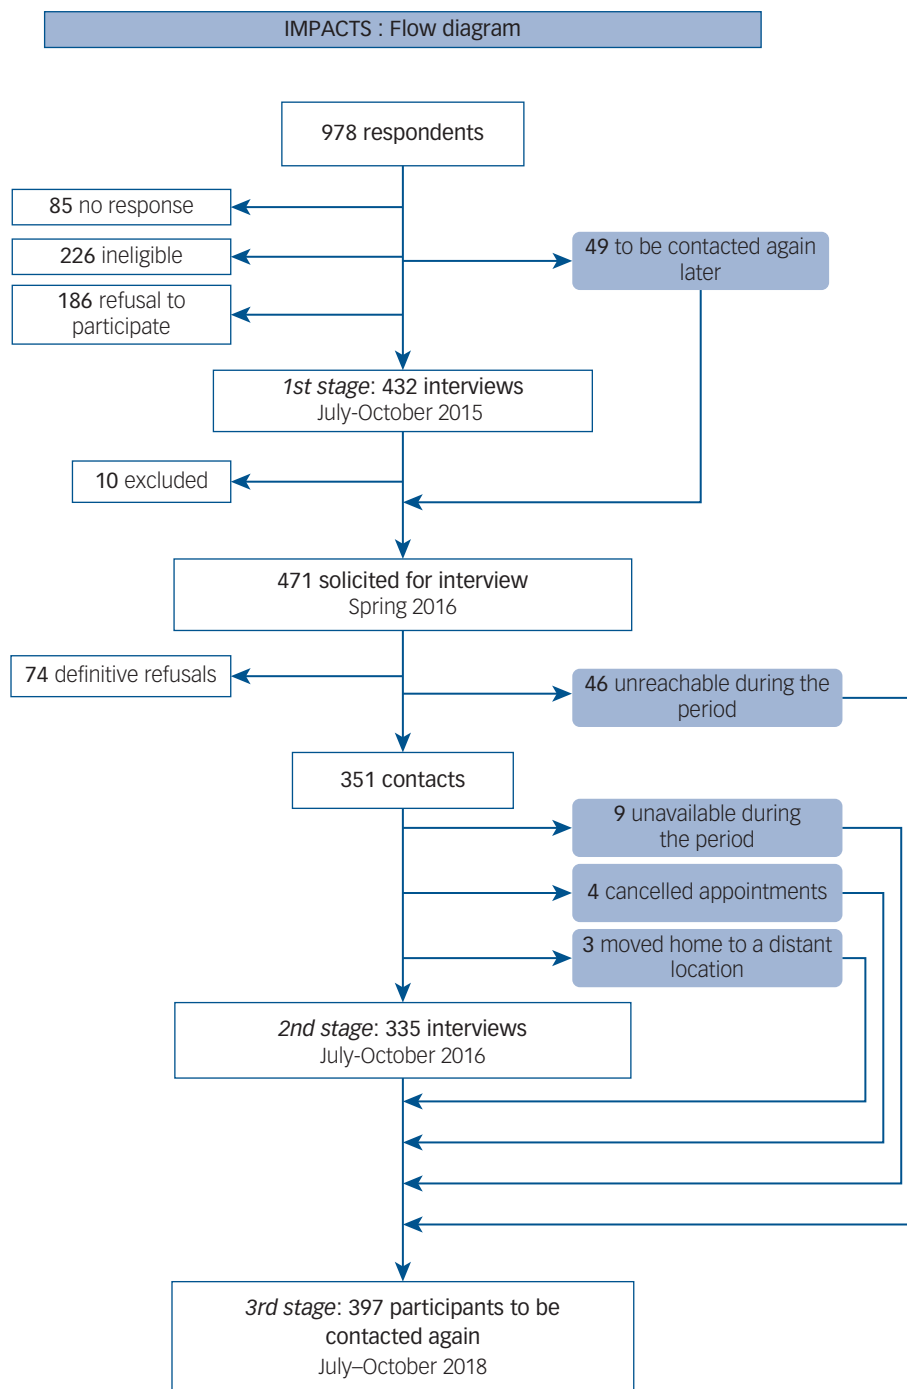 IMPACTS : Flow diagram
978 respondents
85 no response
226 ineligible
49 to be contacted again
later
186 refusal to
participate
1st stage: 432 interviews
July-October 2015
10 excluded
471 solicited for interview
Spring 2016
74 definitive refusals
46 unreachable during the
period
351 contacts
9 unavailable during
the period
4 cancelled appointments
3 moved home to a distant
location
2nd stage: 335 interviews
July-October 2016
3rd stage: 397 participants to be
contacted again
July–October 2018